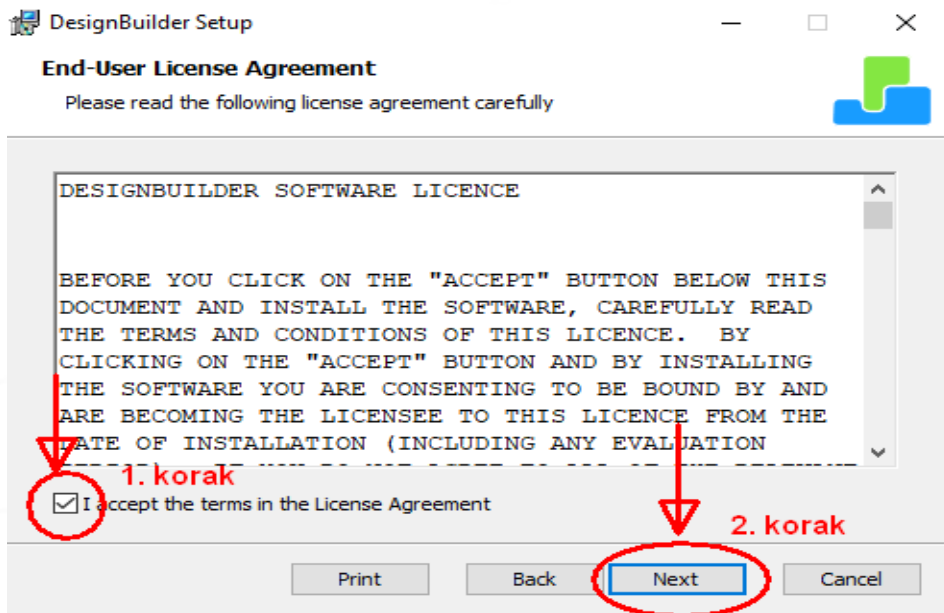 DesignBuilder Setup
End-User License Agreement
Please read the following license agreement carefully
DESIGNBUILDER SOFTWARE LICENCE
BEFORE YOU CLICK ON THE "ACCEPT" BUTTON BELOW THIS
DOCUMENT AND INSTALL THE SOFTWARE, CAREFULLY READ
THE TERMS AND CONDITIONS OF THIS LICENCE. BY
CLICKING ON THE "ACCEPT" BUTTON AND BY INSTALLING
THE SOFTWARE YOU ARE CONSENTING TO BE BOUND BY AND
ARE BECOMING THE LICENSEE TO THIS LICENCE FROM THE
DATE OF INSTALLATION (INCLUDING ANY EVALUATION
1. korak
I accept the terms in the License Agreement
2. korak
Print Back Next Cancel